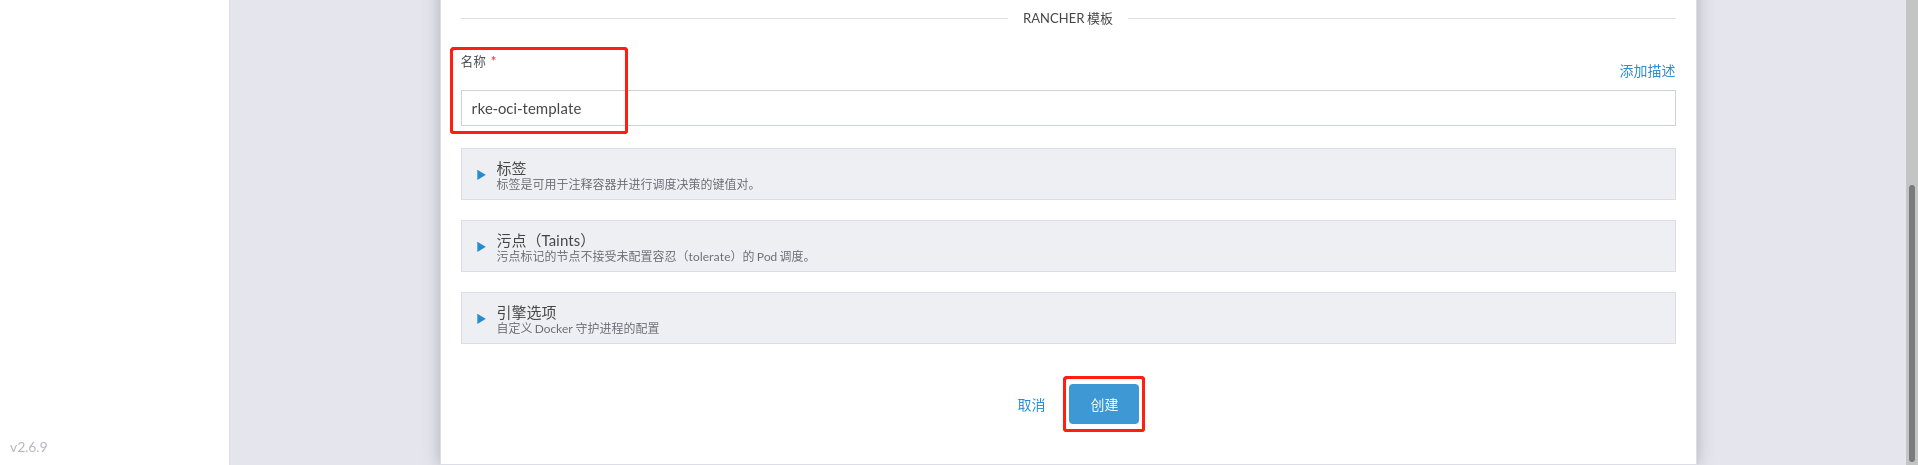 RANCHER 模板
名称 *
添加描述
rke-oci-template
标签
标签是可用于注释容器并进行调度决策的键值对。
污点（Taints）
污点标记的节点不接受未配置容忍（tolerate）的 Pod 调度。
引擎选项
自定义 Docker 守护进程的配置
取消
创建
v2.6.9